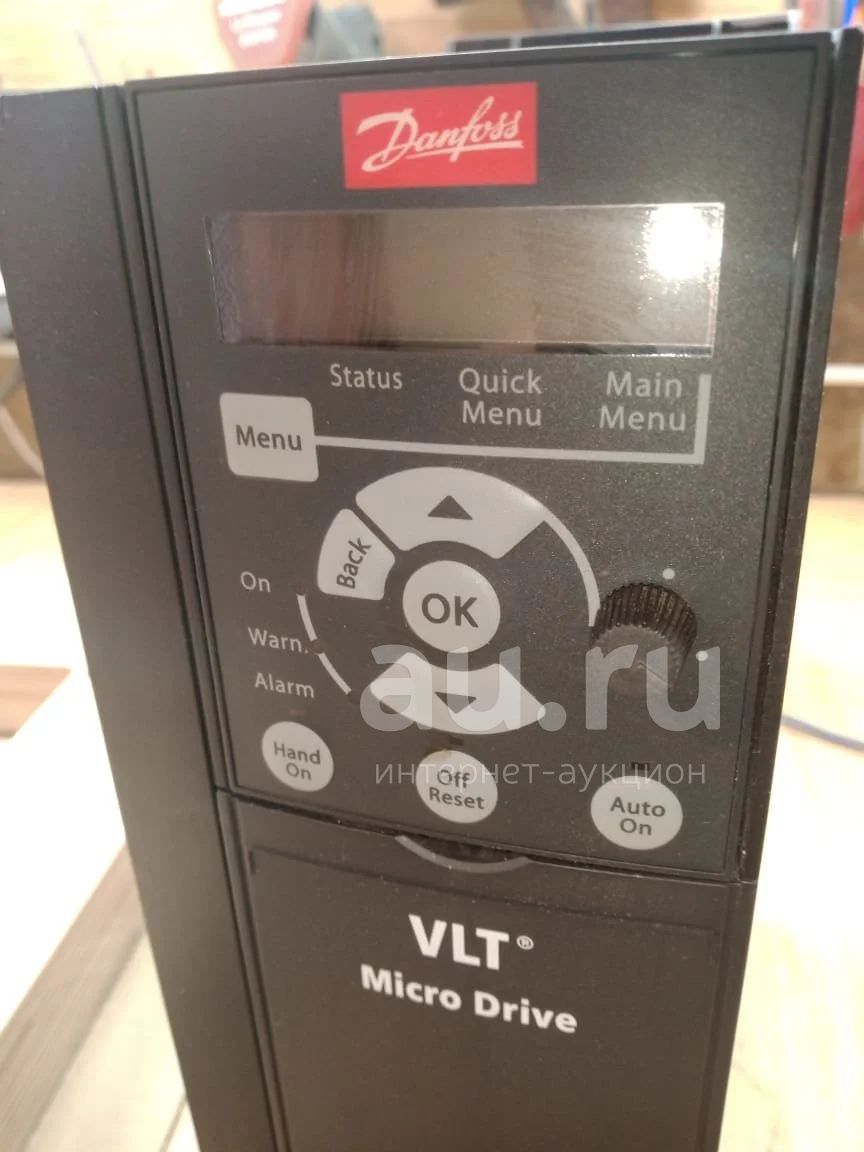 Danfoss
Status
Quick
Menu
Main
Menu
Menu
Back
OK
On
Warn.
Alarm
au.ru
интернет-аукцион
Hand
On
Off
Reset
Auto
On
VLT®
Micro Drive